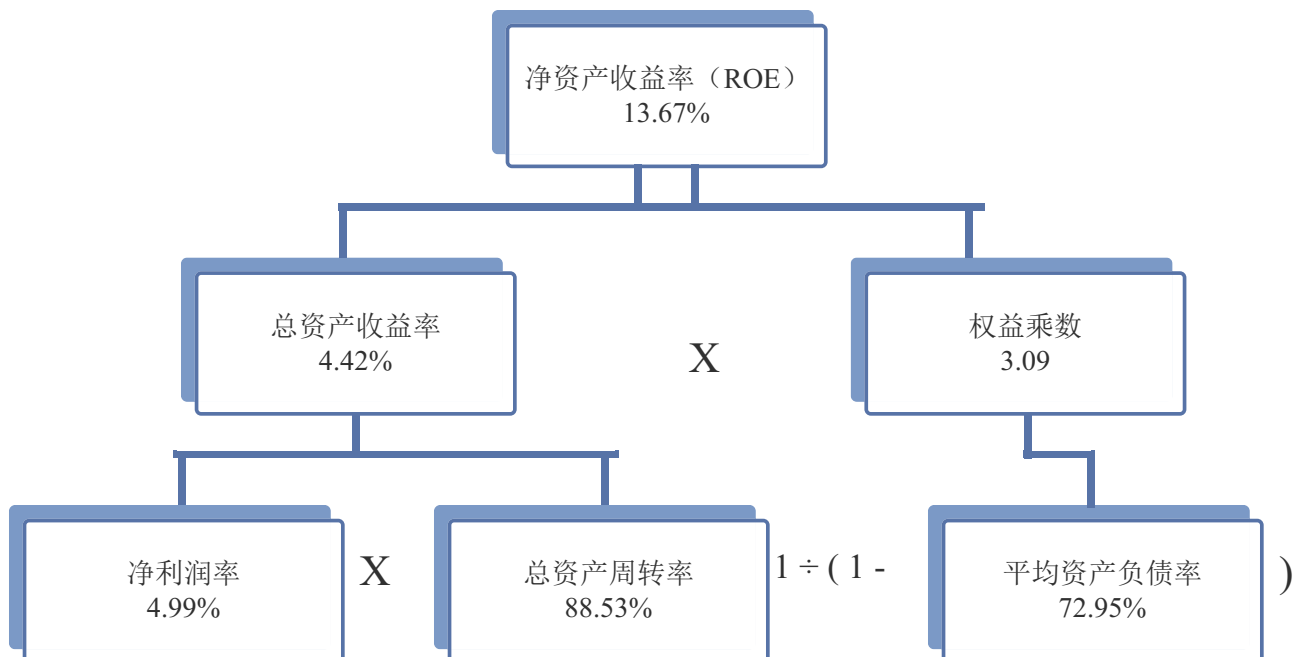 净资产收益率（ROE）
13.67%
总资产收益率
4.42%
X
权益乘数
3.09
净利润率
4.99%
X
总资产周转率
88.53%
1 ÷ ( 1 -
平均资产负债率
72.95%
)